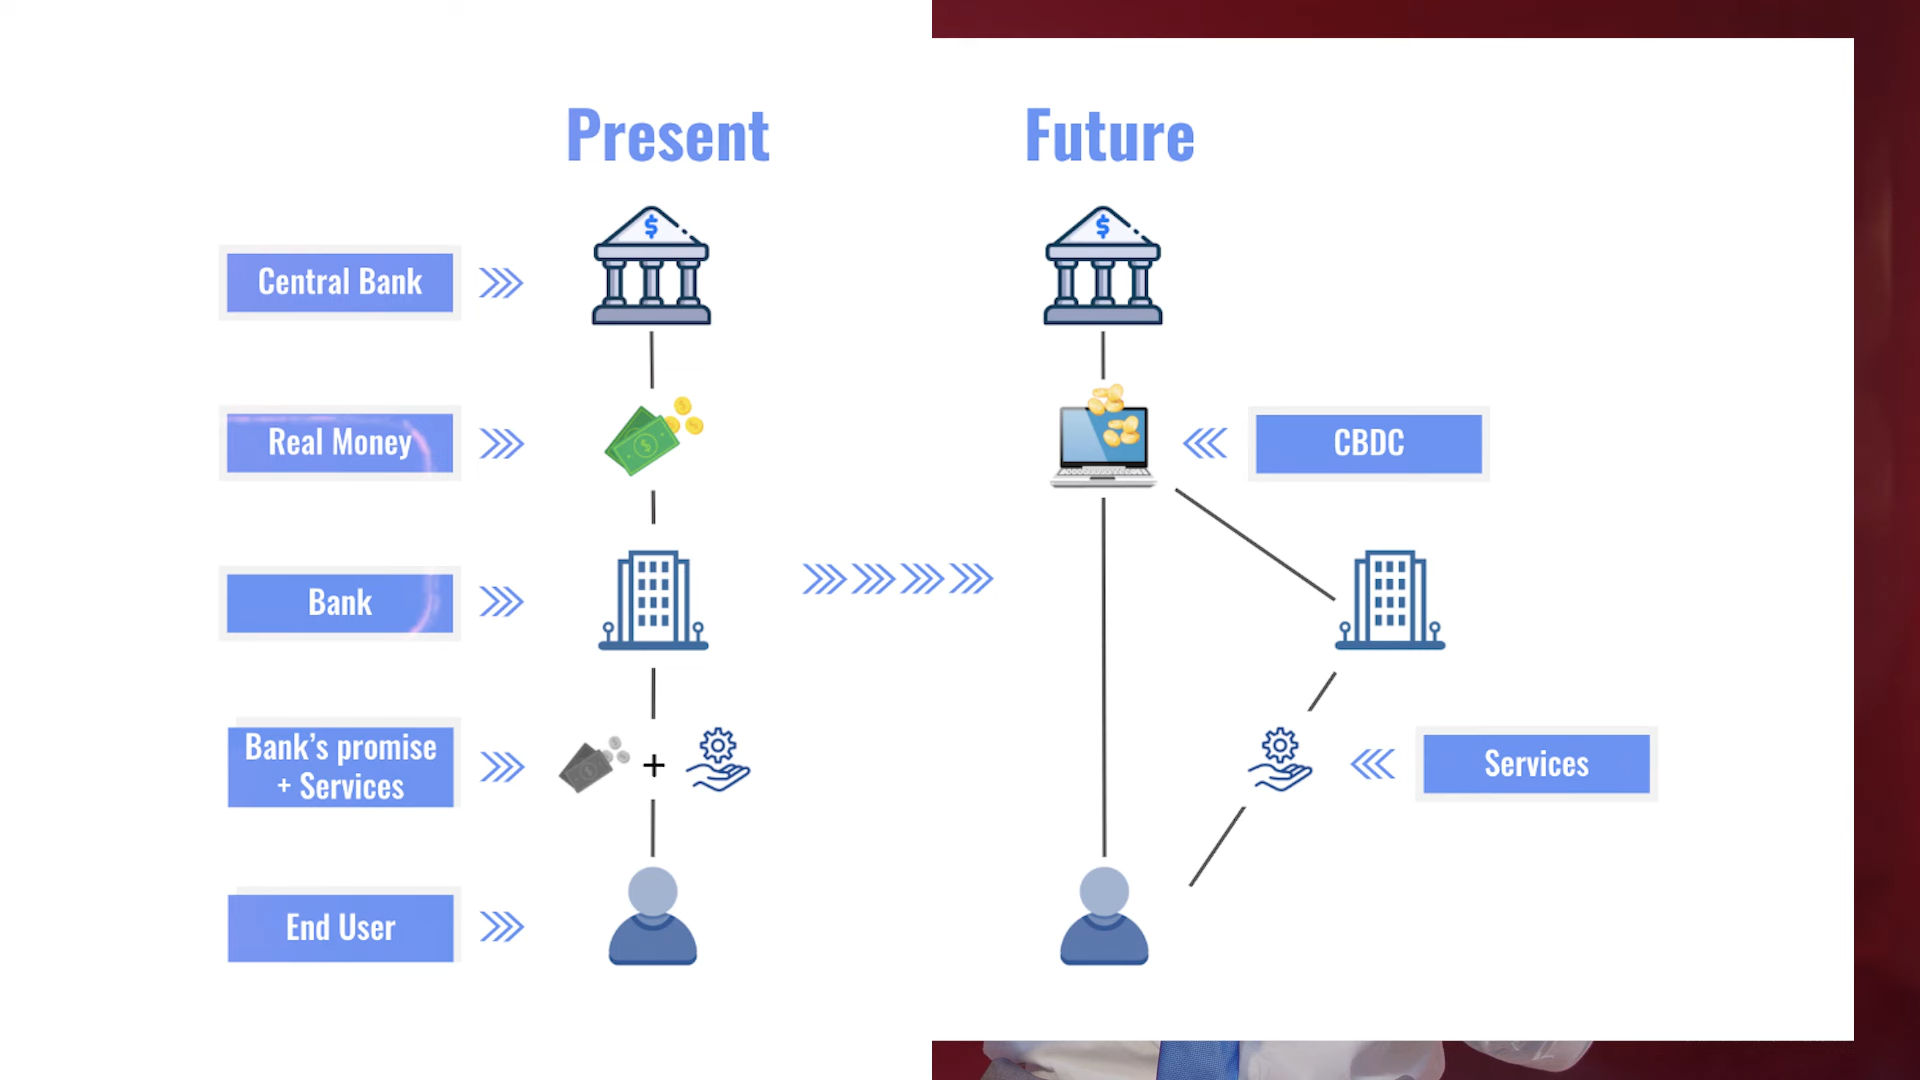 Present
Future
Central Bank
Real Money
CBDC
Bank
Bank's promise
+ Services
+
Services
End User